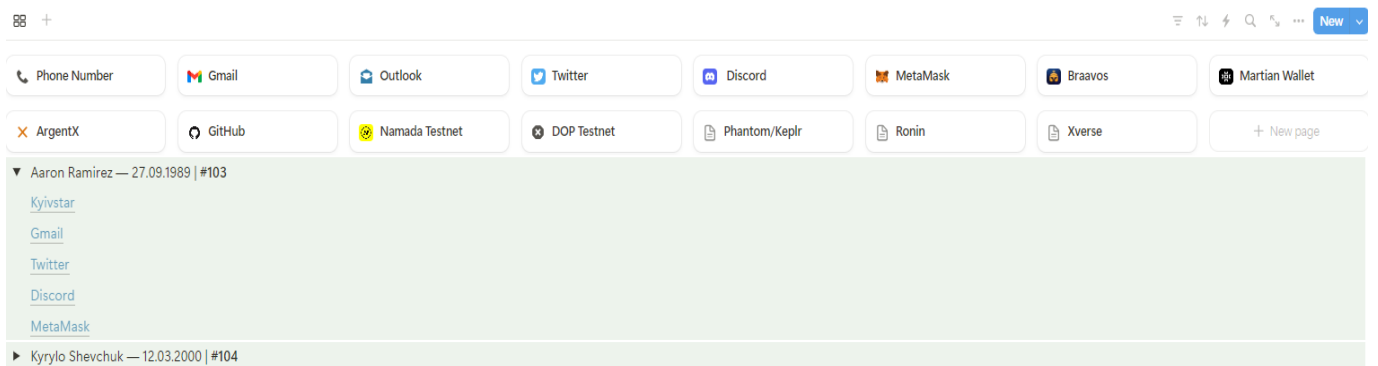 New
Phone Number Gmail Outlook Twitter Discord MetaMask Braavos Martian Wallet
ArgentX GitHub Namada Testnet DOP Testnet Phantom/Keplr Ronin Xverse + New page
Aaron Ramirez — 27.09.1989 | #103
Kyivstar
Gmail
Twitter
Discord
MetaMask
Kyrylo Shevchuk — 12.03.2000 | #104